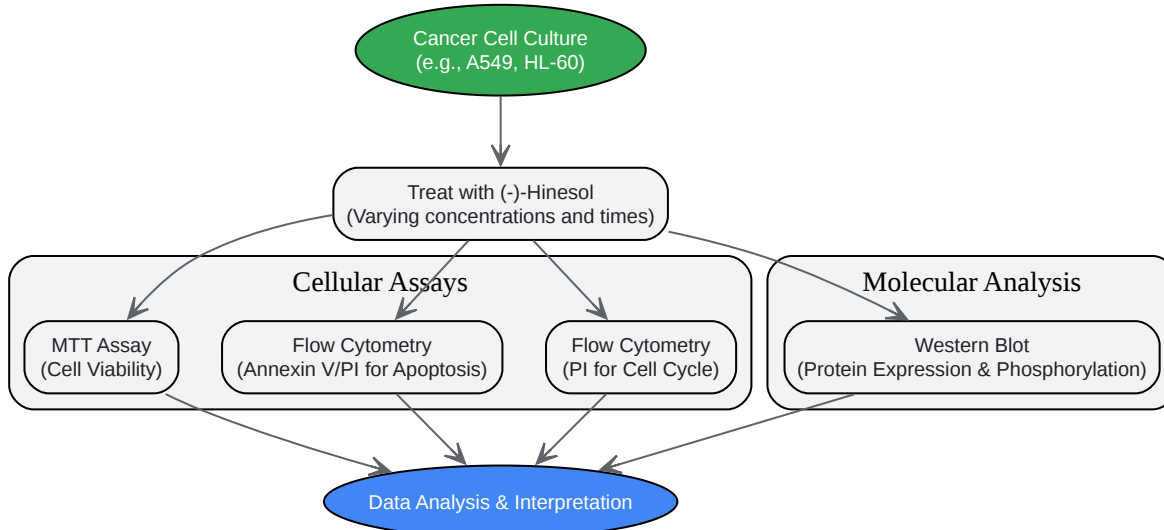 Cancer Cell Culture
(e.g., A549, HL-60)
Treat with (-)-Hinesol
(Varying concentrations and times)
Cellular Assays
Molecular Analysis
MTT Assay
(Cell Viability)
Flow Cytometry
(Annexin V/PI for Apoptosis)
Flow Cytometry
(PI for Cell Cycle)
Western Blot
(Protein Expression & Phosphorylation)
Data Analysis & Interpretation